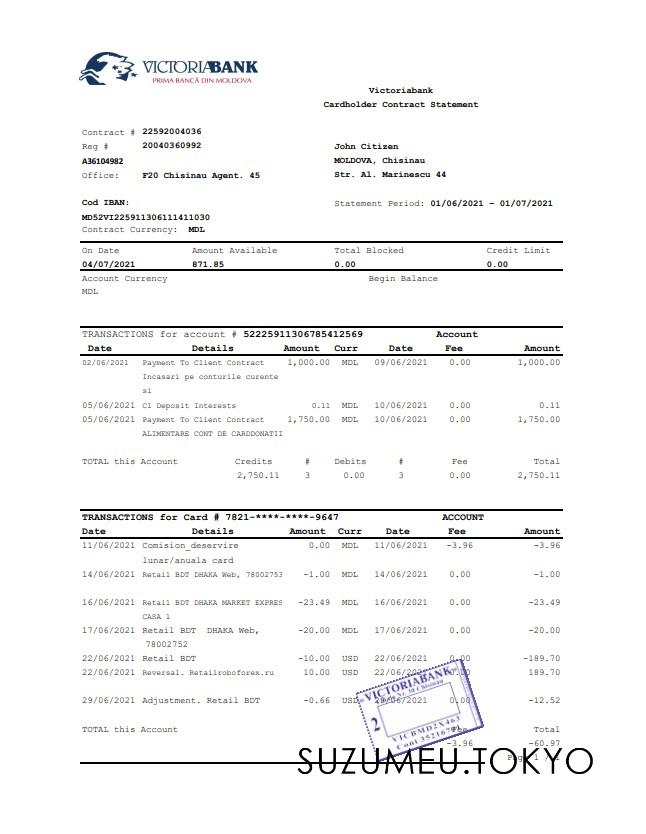 VICTORIABANK
PRIMA BANCĂ DIN MOLDOVA
Victoriabank
Cardholder Contract Statement
Contract # 22592004036
Reg # 20040360992
John Citizen
A36104982
MOLDOVA, Chisinau
Office: F20 Chisinau Agent. 45
Str. Al. Marinescu 44
Cod IBAN:
Statement Period: 01/06/2021 – 01/07/2021
MD52VI225911306111411030
Contract Currency: MDL
On Date Amount Available Total Blocked Credit Limit
04/07/2021 871.85 0.00 0.00
Account Currency Begin Balance
MDL
TRANSACTIONS for account # 52225911306785412569 Account
Date Details Amount Curr Date Fee Amount
02/06/2021 Payment To Client Contract 1,000.00 MDL 09/06/2021 0.00 1,000.00
Incasari pe conturile curente
si
05/06/2021 Cl Deposit Interests 0.11 MDL 10/06/2021 0.00 0.11
05/06/2021 Payment To Client Contract 1,750.00 MDL 10/06/2021 0.00 1,750.00
ALIMENTARE CONT DE CARDDONATII
TOTAL this Account Credits # Debits # Fee Total
2,750.11 3 0.00 3 0.00 2,750.11
TRANSACTIONS for Card # 7821-****-****-9647 ACCOUNT
Date Details Amount Curr Date Fee Amount
11/06/2021 Comision_deservire 0.00 MDL 11/06/2021 -3.96 -3.96
lunar/anuala card
14/06/2021 Retail BDT DHAKA Web, 78002753 -1.00 MDL 14/06/2021 0.00 -1.00
16/06/2021 Retail BDT DHAKA MARKET EXPRES -23.49 MDL 16/06/2021 0.00 -23.49
CASA 1
17/06/2021 Retail BDT DHAKA Web, -20.00 MDL 17/06/2021 0.00 -20.00
78002752
22/06/2021 Retail BDT -10.00 USD 22/06/2021 0.00 -189.70
22/06/2021 Reversal. Retailroboforex.ru 10.00 USD 22/06/2021 0.00 189.70
29/06/2021 Adjustment. Retail BDT -0.66 USD 0.00 -12.52
TOTAL this Account Total
-3.96 -60.97
VICTORIABANK
2
VICBMD2X463
SUZUMEU.TOKYO